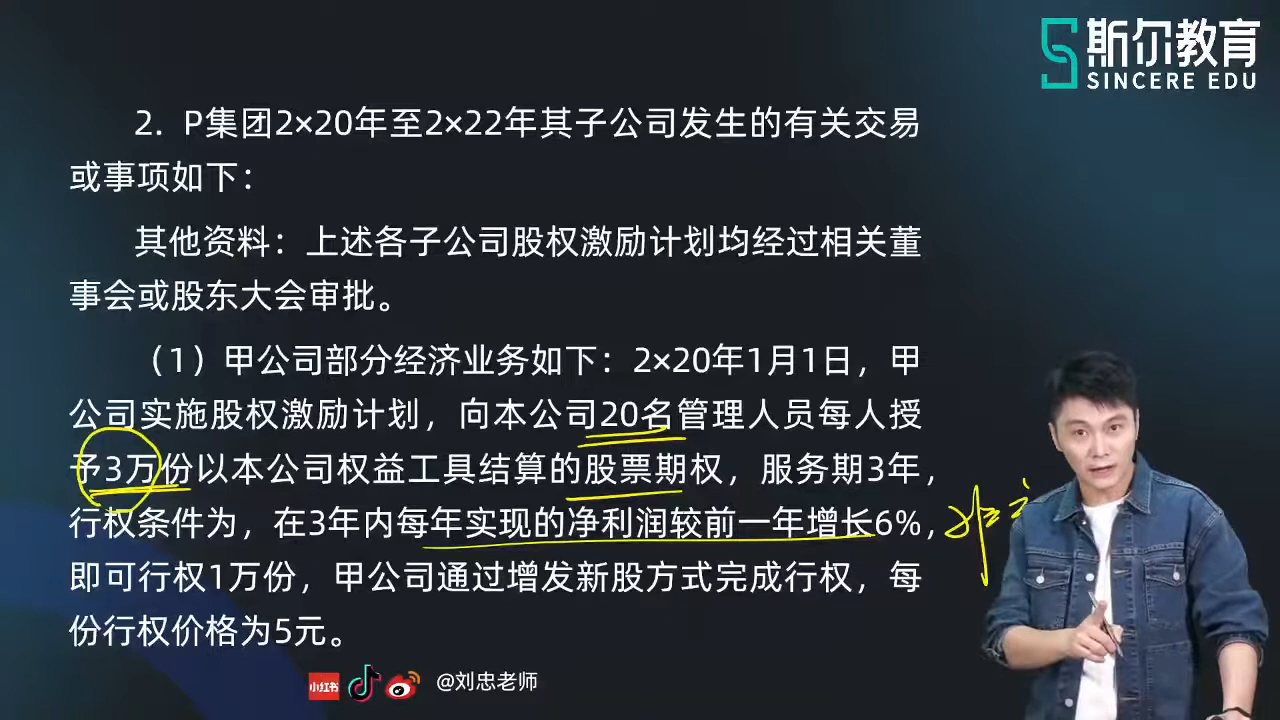 斯尔教育
SINCERE EDU
2. P集团2×20年至2×22年其子公司发生的有关交易
或事项如下：
其他资料：上述各子公司股权激励计划均经过相关董
事会或股东大会审批。
（1）甲公司部分经济业务如下：2×20年1月1日，甲
公司实施股权激励计划，向本公司20名管理人员每人授
予3万份以本公司权益工具结算的股票期权，服务期3年，
行权条件为，在3年内每年实现的净利润较前一年增长6%，
即可行权1万份，甲公司通过增发新股方式完成行权，每
份行权价格为5元。
小红书
@刘忠老师